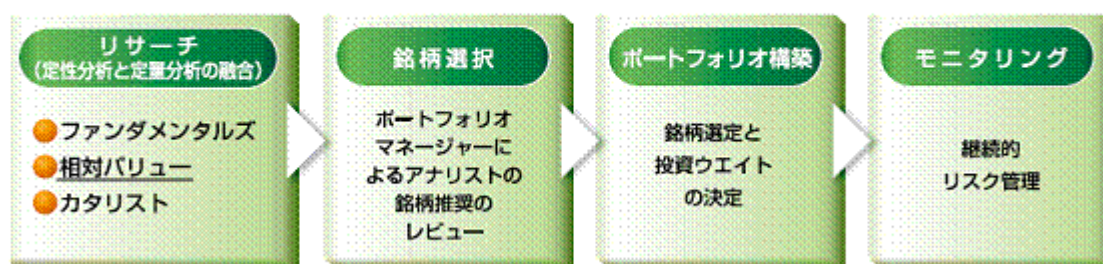 リサーチ
(定性分析と定量分析の融合)
ファンダメンタルズ
相対バリュー
カタリスト
銘柄選択
ポートフォリオ
マネージャーに
よるアナリストの
銘柄推奨の
レビュー
ポートフォリオ構築
銘柄選定と
投資ウエイト
の決定
モニタリング
継続的
リスク管理